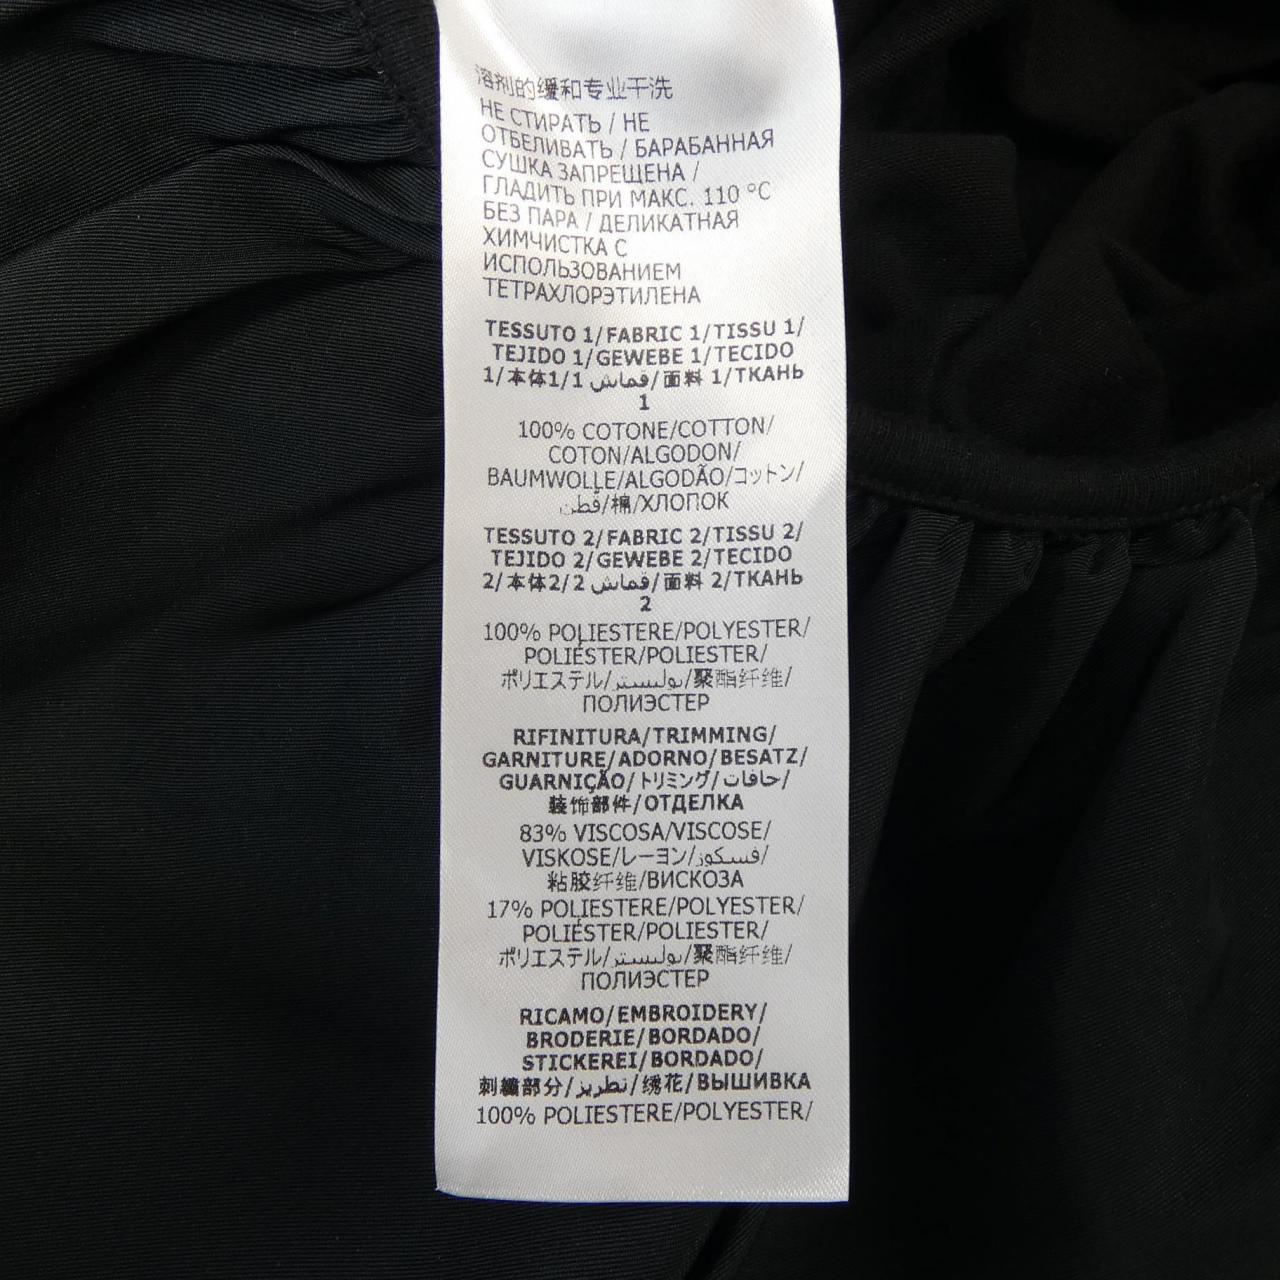 溶剂的缓和专业干洗
НЕ СТИРАТЬ / НЕ
ОТБЕЛИВАТЬ / БАРАБАННАЯ
СУШКА ЗАПРЕЩЕНА /
ГЛАДИТЬ ПРИ МАКС. 110 °C
БЕЗ ПАРА / ДЕЛИКАТНАЯ
ХИМЧИСТКА С
ИСПОЛЬЗОВАНИЕМ
ТЕТРАХЛОРЭТИЛЕНА
TESSUTO 1/FABRIC 1/TISSU 1/
TEJIDO 1/GEWEBE 1/TECIDO
1/本体1/1 قماش/面料 1/ТКАНЬ
1
100% COTONE/COTTON/
COTON/ALGODON/
BAUMWOLLE/ALGODÃO/コットン/
قطن/棉/ХЛОПОК
TESSUTO 2/FABRIC 2/TISSU 2/
TEJIDO 2/GEWEBE 2/TECIDO
2/本体2/2 قماش/面料 2/ТКАНЬ
2
100% POLIESTERE/POLYESTER/
POLIÉSTER/POLIESTER/
ポリエステル/بوليستر/聚酯纤维/
ПОЛИЭСТЕР
RIFINITURA/TRIMMING/
GARNITURE/ADORNO/BESATZ/
GUARNIÇÃO/トリミング/حافات/
装饰部件/ОТДЕЛКА
83% VISCOSA/VISCOSE/
VISKOSE/レーヨン/فسكوز/
粘胶纤维/ВИСКОЗА
17% POLIESTERE/POLYESTER/
POLIÉSTER/POLIESTER/
ポリエステル/بوليستر/聚酯纤维/
ПОЛИЭСТЕР
RICAMO/EMBROIDERY/
BRODERIE/BORDADO/
STICKEREI/BORDADO/
刺繍部分/تطريز/绣花/ВЫШИВКА
100% POLIESTERE/POLYESTER/